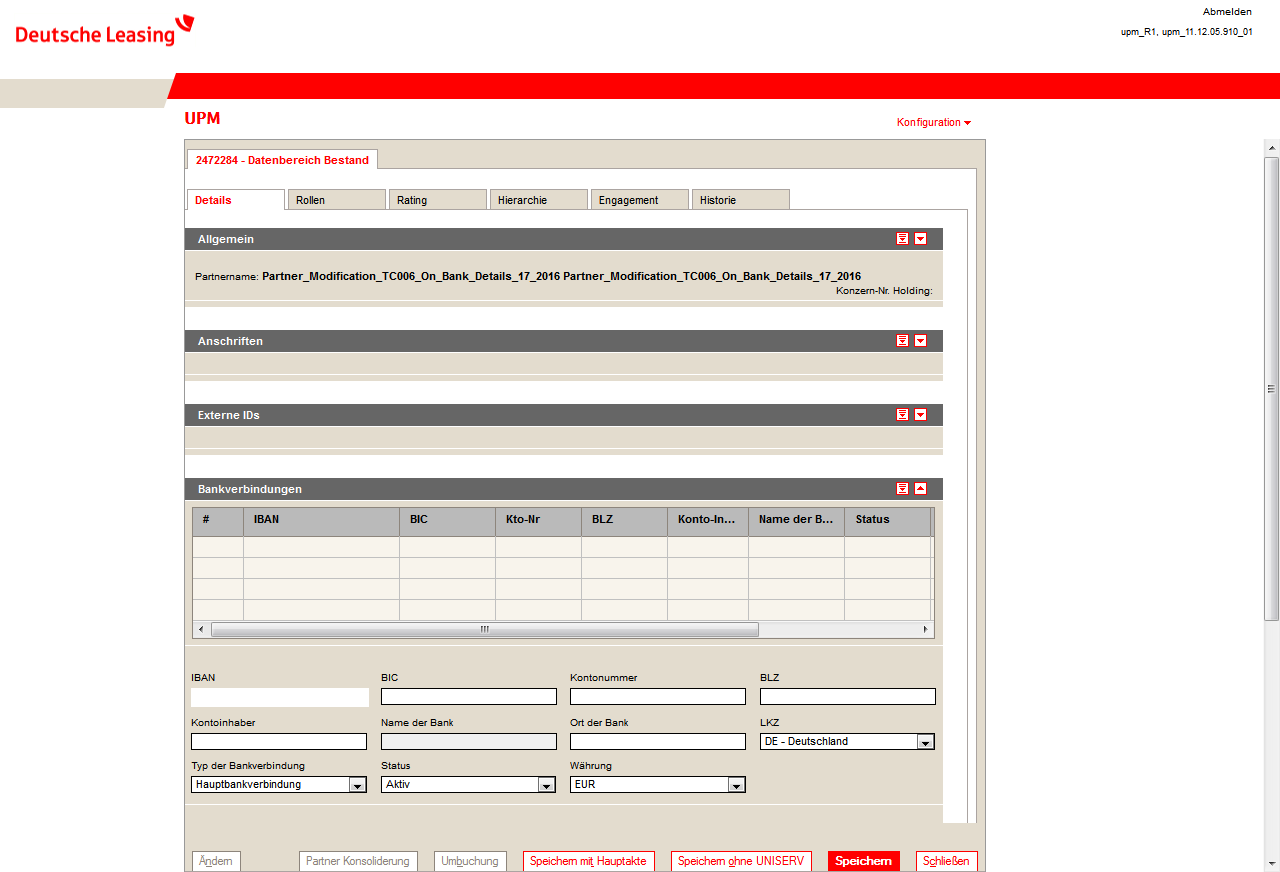 Deutsche Leasing
Abmelden
upm_R1, upm_11.12.05.910_01
UPM
Konfiguration
2472284 - Datenbereich Bestand
Details Rollen Rating Hierarchie Engagement Historie
Allgemein
Partnername: Partner_Modification_TC006_On_Bank_Details_17_2016 Partner_Modification_TC006_On_Bank_Details_17_2016
Konzern-Nr. Holding:
Anschriften
Externe IDs
Bankverbindungen
# IBAN BIC Kto-Nr BLZ Konto-In... Name der B... Status
IBAN BIC Kontonummer BLZ
Kontoinhaber Name der Bank Ort der Bank LKZ
DE - Deutschland
Typ der Bankverbindung Status Währung
Hauptbankverbindung Aktiv EUR
Ändern Partner Konsoliderung Umbuchung Speichern mit Hauptakte Speichern ohne UNISERV Speichern Schließen